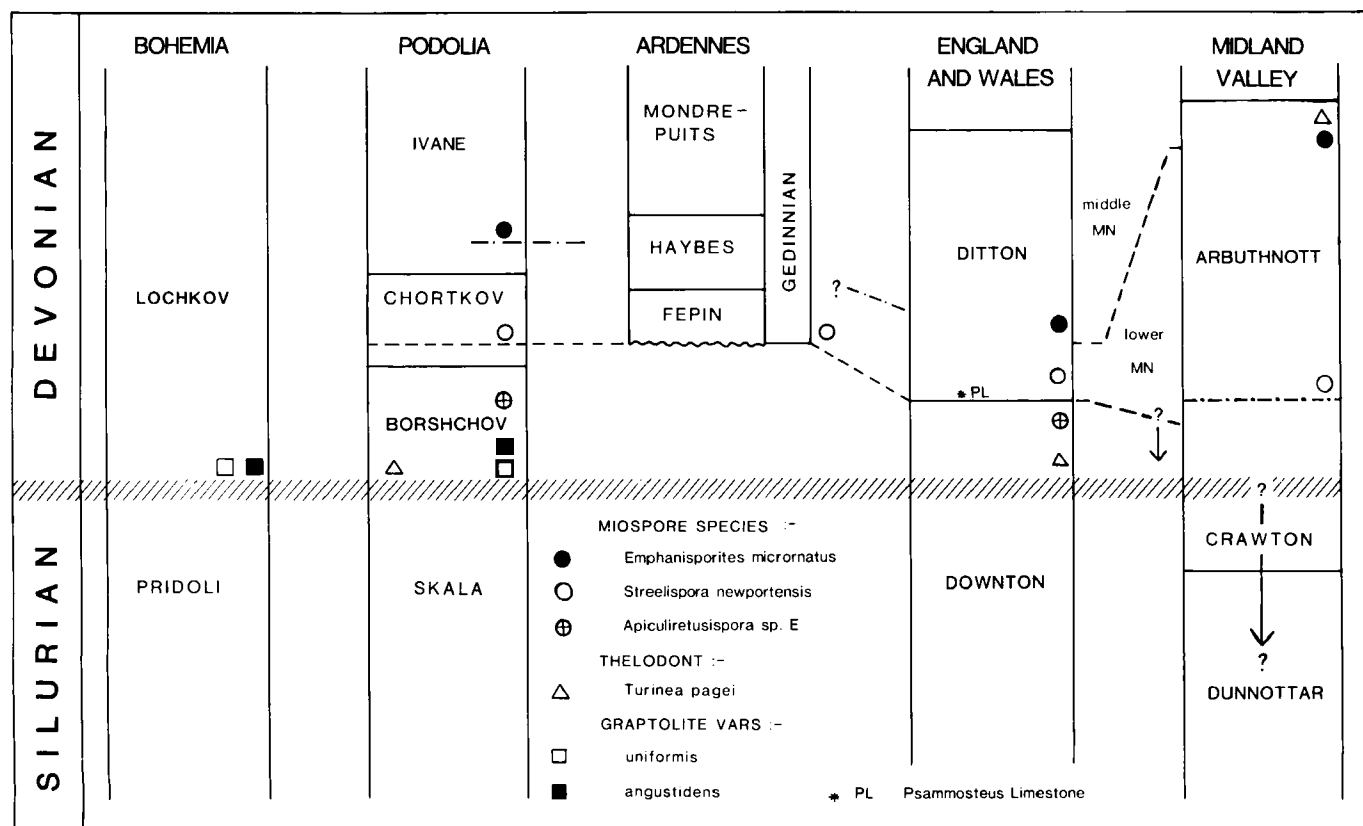 BOHEMIA
PODOLIA
ARDENNES
ENGLAND
AND WALES
MIDLAND
VALLEY
DEVONIAN
SILURIAN
LOCHKOV
PRIDOLI
IVANE
CHORTKOV
BORSHCHOV
SKALA
MONDRE-
PUITS
HAYBES
FEPIN
GEDINNIAN
?
DITTON
* PL
DOWNTON
middle
MN
lower
MN
?
ARBUTHNOTT
?
CRAWTON
?
DUNNOTTAR
MIOSPORE SPECIES :-
Emphanisporites micrornatus
Streelispora newportensis
Apiculiretusispora sp. E
THELODONT :-
Turinea pagei
GRAPTOLITE VARS :-
uniformis
angustidens
* PL Psammosteus Limestone